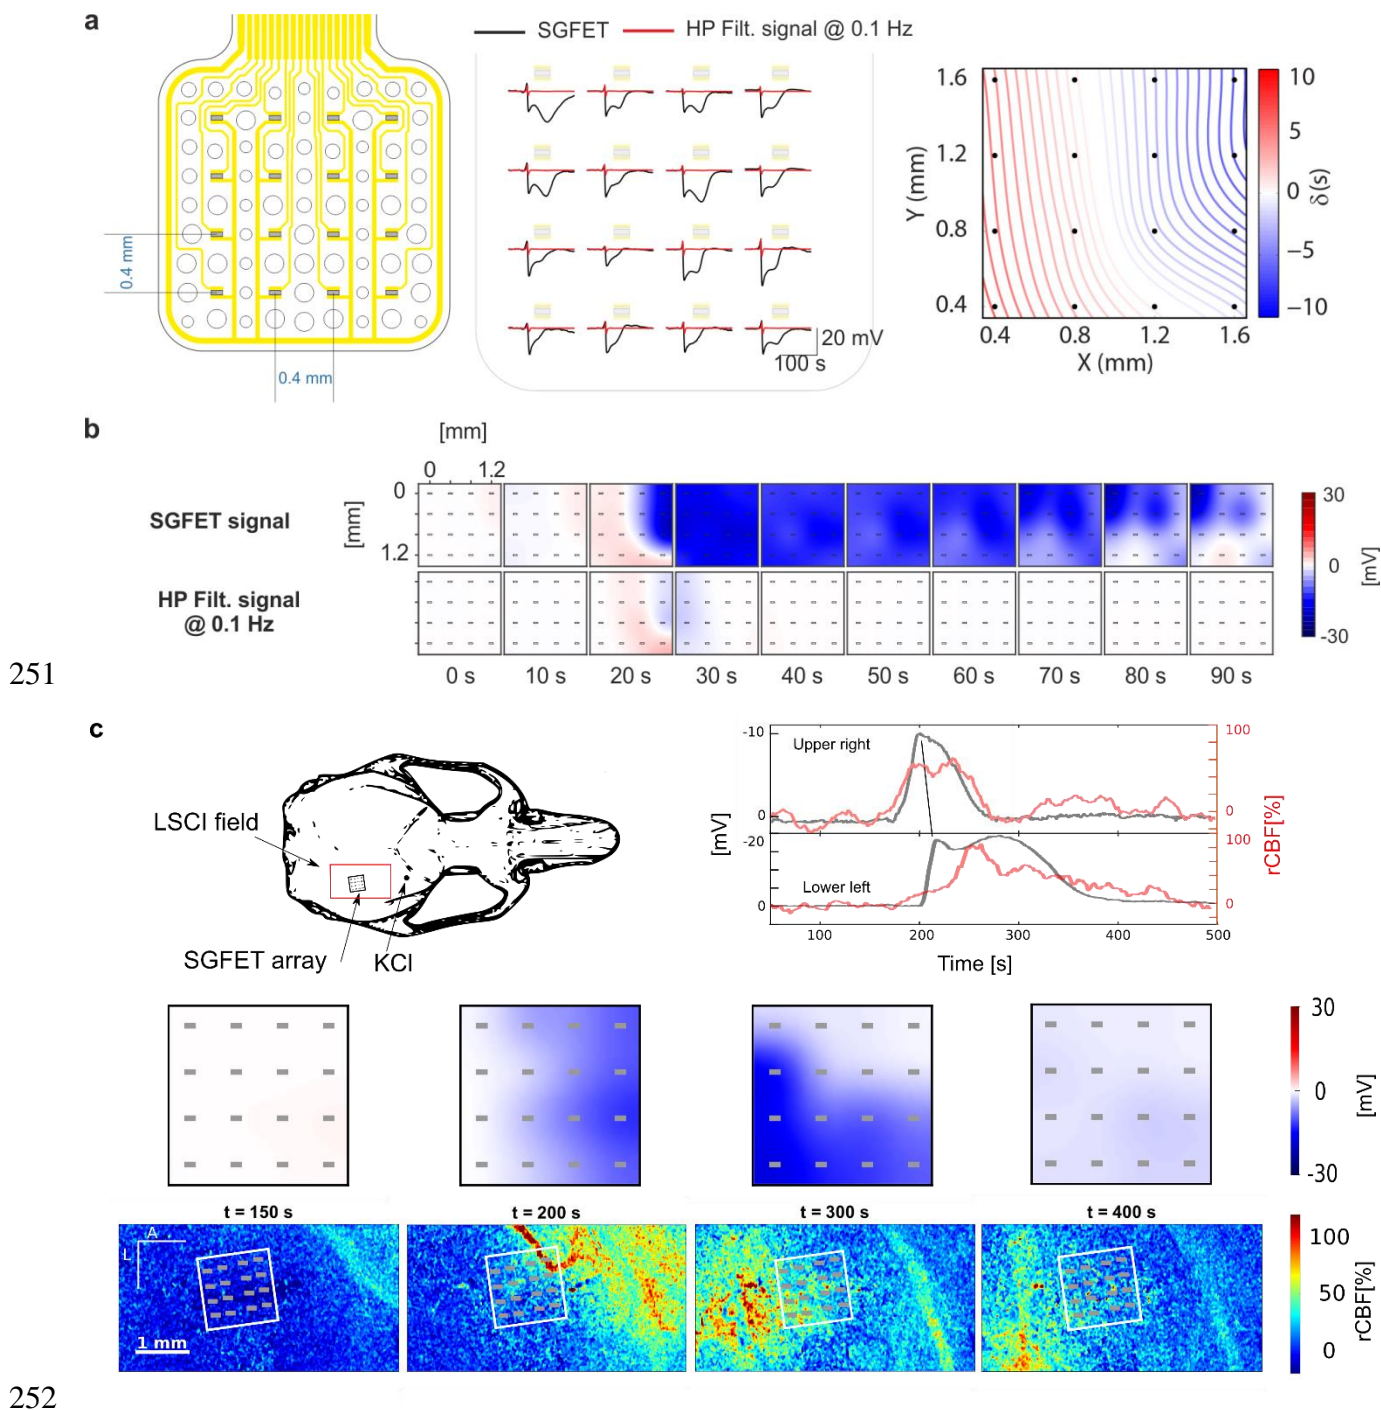 a
SGFET
HP Filt. signal @ 0.1 Hz
0.4 mm
0.4 mm
20 mV
100 s
1.6
1.2
0.8
0.4
Y (mm)
0.4 0.8 1.2 1.6
X (mm)
10
5
0
−5
−10
δ(s)
b
[mm]
0 1.2
0
1.2
[mm]
SGFET signal
HP Filt. signal
@ 0.1 Hz
30
0
-30
[mV]
251
0 s 10 s 20 s 30 s 40 s 50 s 60 s 70 s 80 s 90 s
c
LSCI field
SGFET array
KCl
-10
0
-20
0
[mV]
Upper right
Lower left
100
0
100
0
rCBF[%]
100 200 300 400 500
Time [s]
30
0
-30
[mV]
t = 150 s t = 200 s t = 300 s t = 400 s
A
L
1 mm
100
50
0
rCBF[%]
252